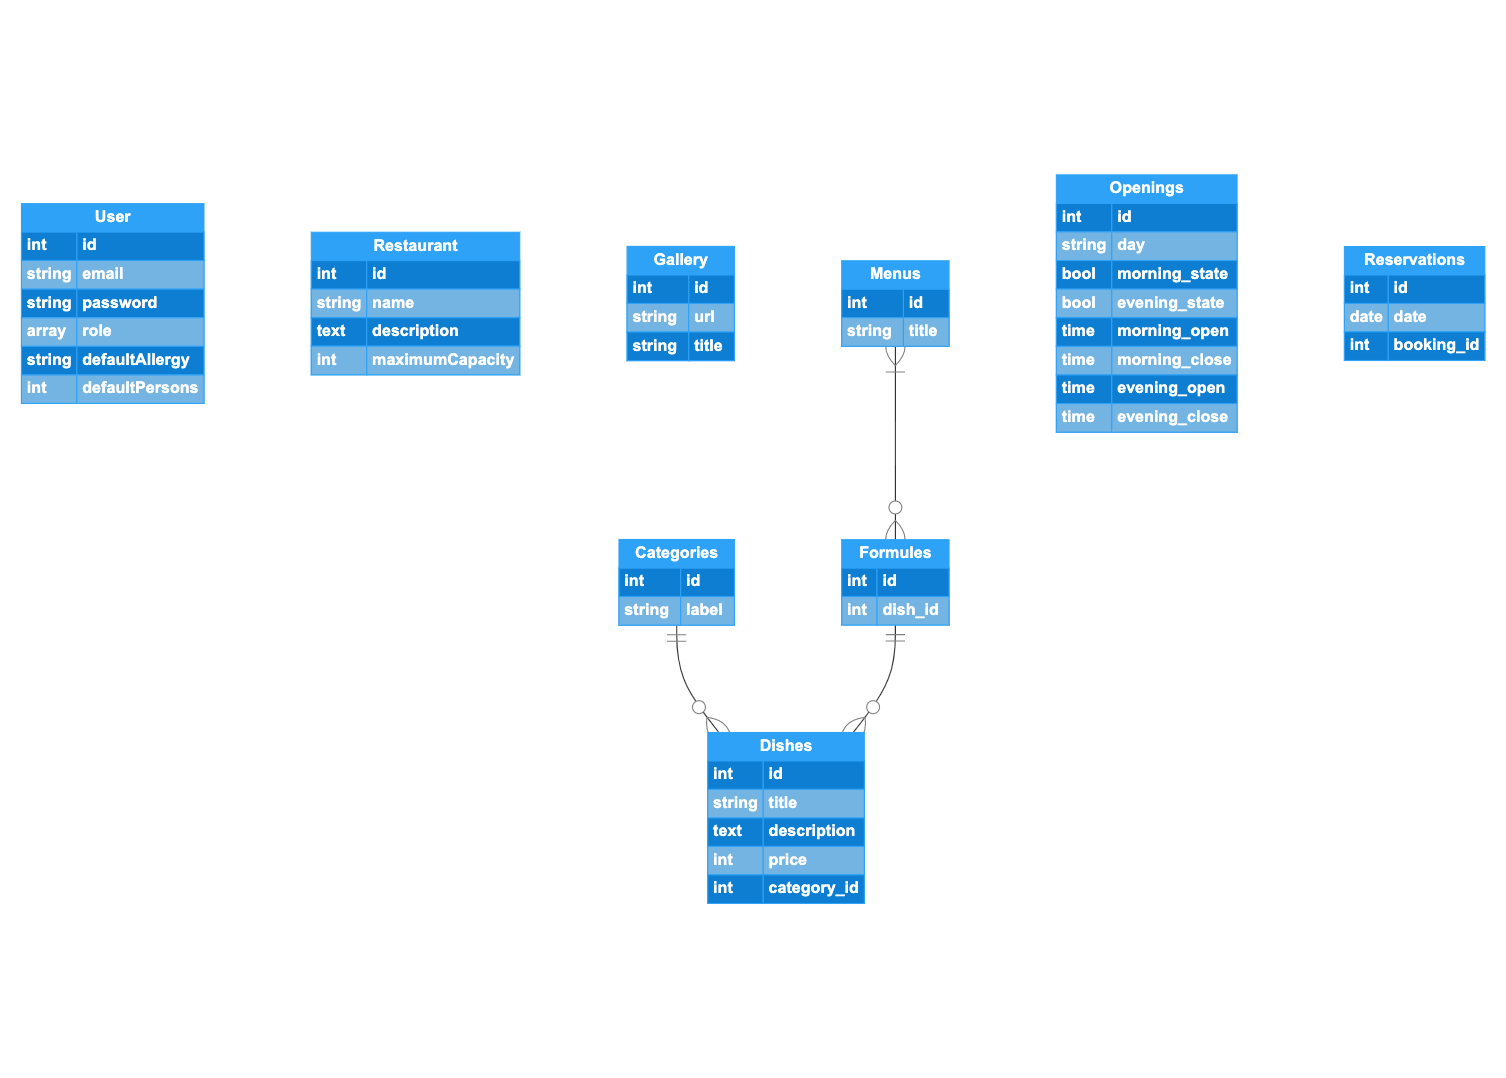 User
int id
string email
string password
array role
string defaultAllergy
int defaultPersons
Restaurant
int id
string name
text description
int maximumCapacity
Gallery
int id
string url
string title
Menus
int id
string title
Openings
int id
string day
bool morning_state
bool evening_state
time morning_open
time morning_close
time evening_open
time evening_close
Reservations
int id
date date
int booking_id
Categories
int id
string label
Formules
int id
int dish_id
Dishes
int id
string title
text description
int price
int category_id